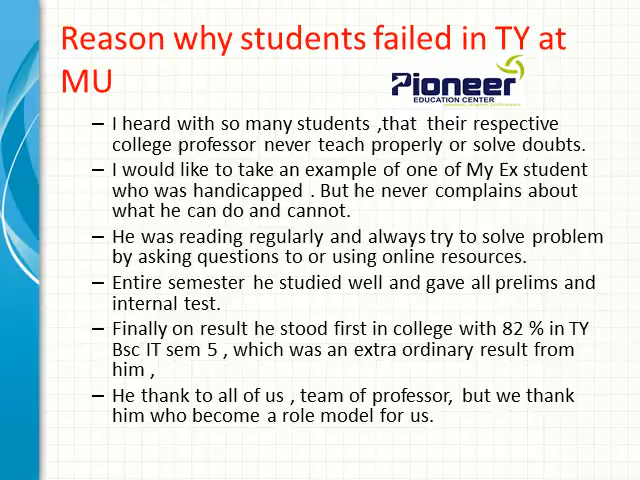 Reason why students failed in TY at
MU
Pioneer
EDUCATION CENTER
– I heard with so many students ,that their respective
college professor never teach properly or solve doubts.
– I would like to take an example of one of My Ex student
who was handicapped . But he never complains about
what he can do and cannot.
– He was reading regularly and always try to solve problem
by asking questions to or using online resources.
– Entire semester he studied well and gave all prelims and
internal test.
– Finally on result he stood first in college with 82 % in TY
Bsc IT sem 5 , which was an extra ordinary result from
him ,
– He thank to all of us , team of professor, but we thank
him who become a role model for us.